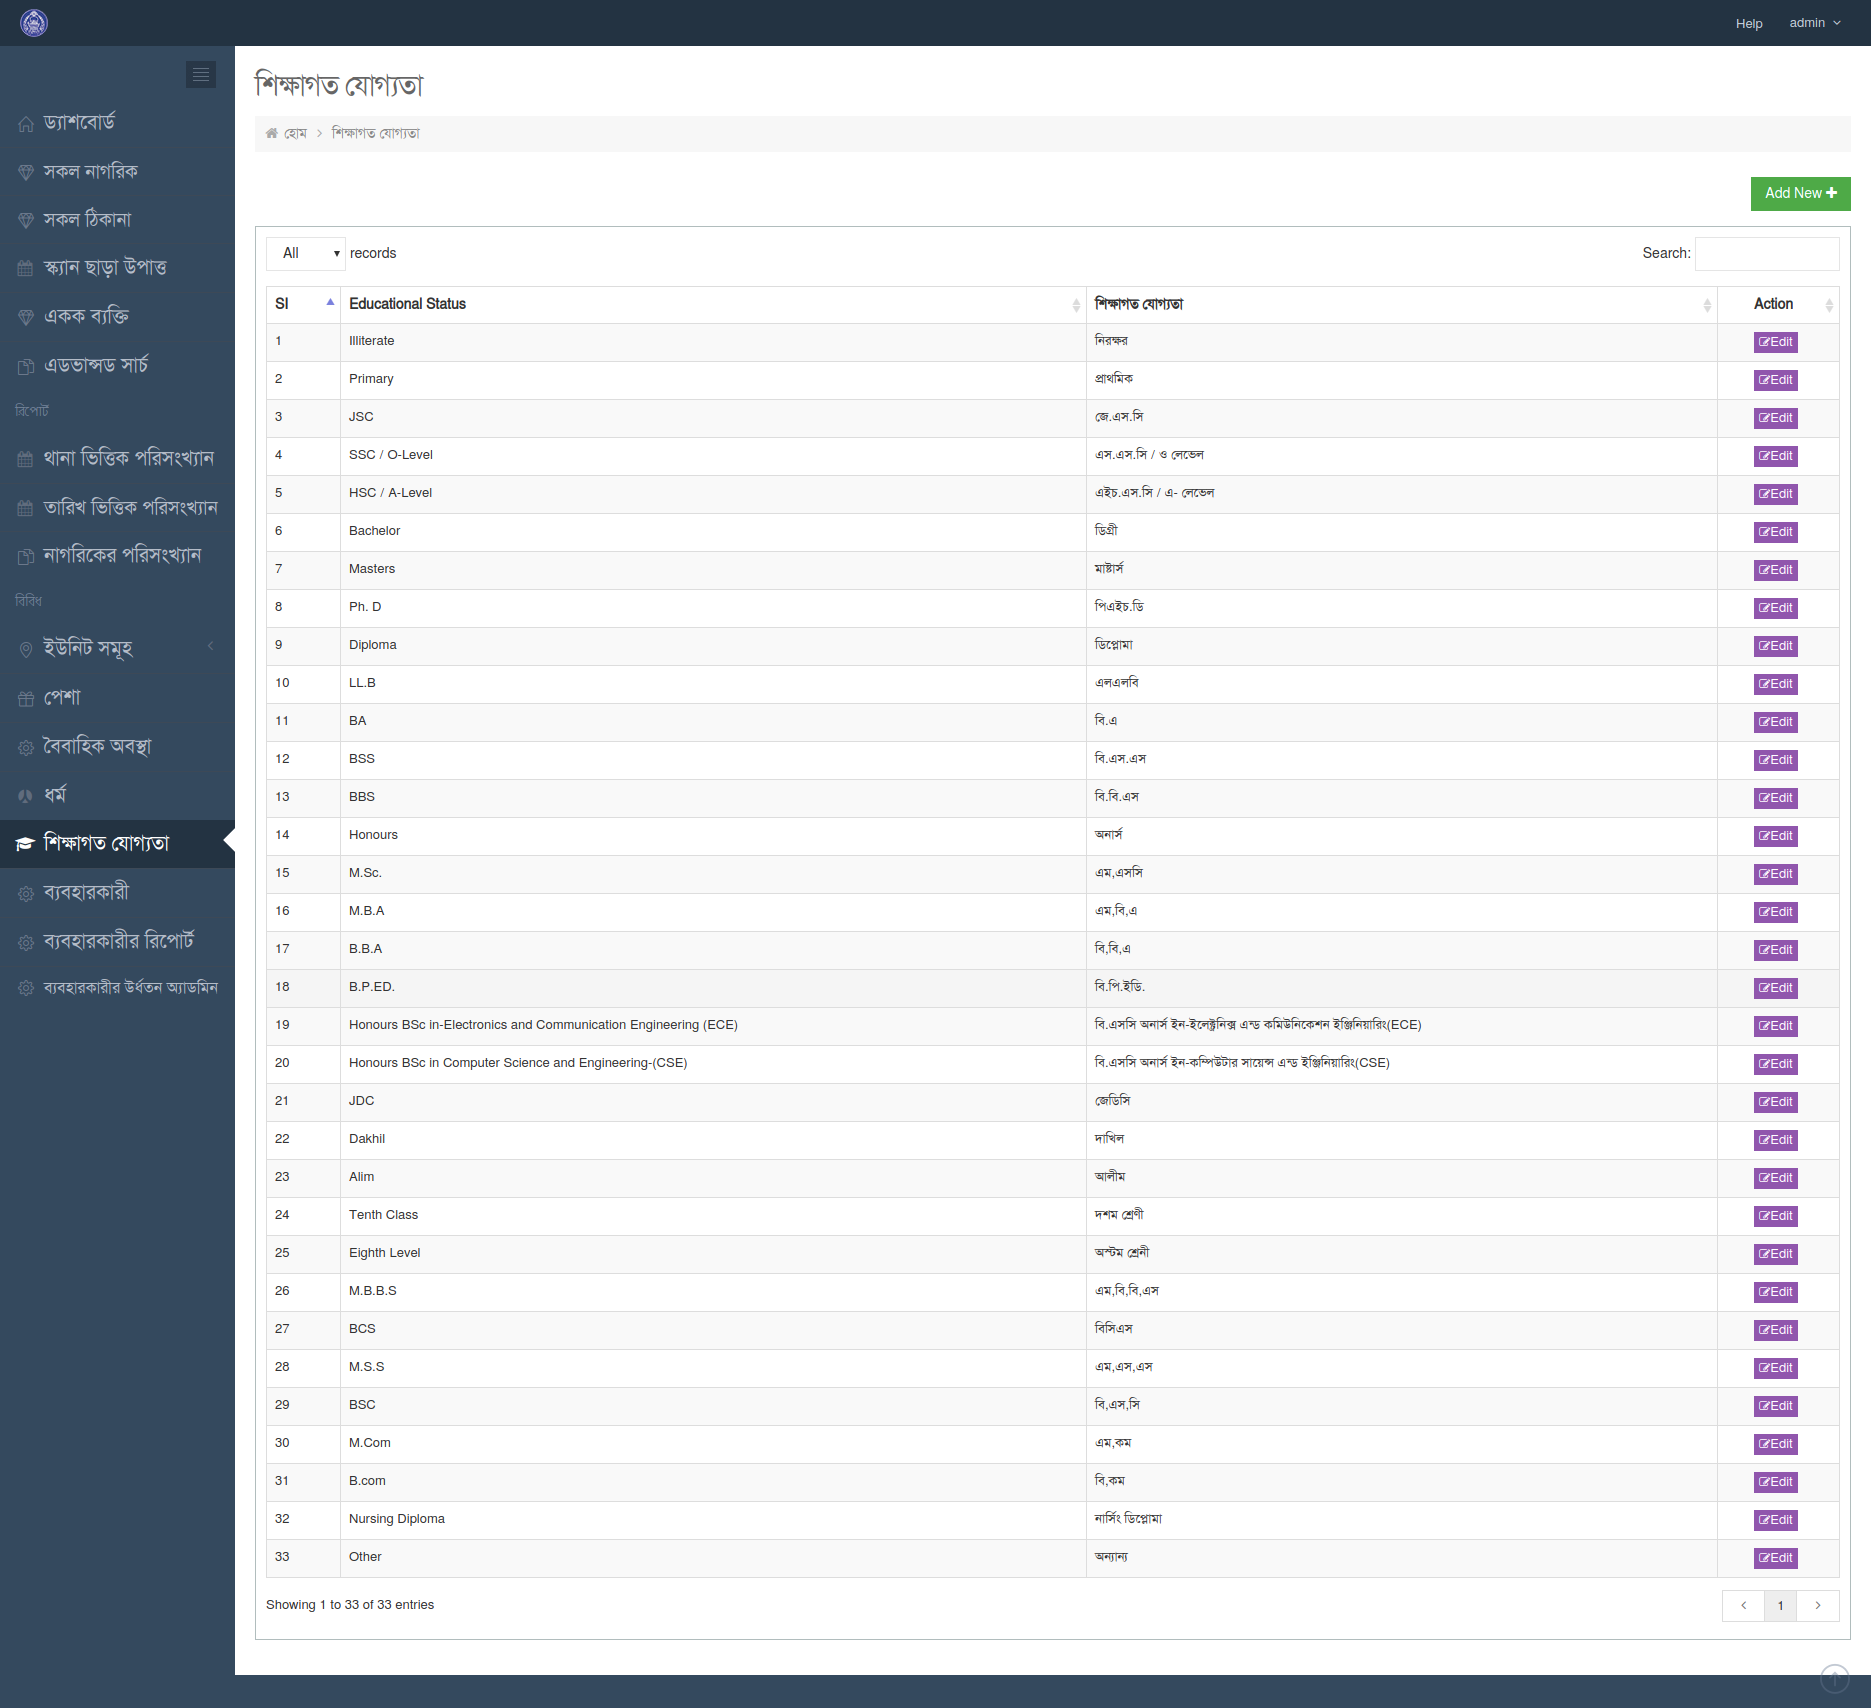 Help admin
শিক্ষাগত যোগ্যতা
হোম শিক্ষাগত যোগ্যতা
ড্যাশবোর্ড
সকল নাগরিক
সকল ঠিকানা
স্ক্যান ছাড়া উপাত্ত
একক ব্যক্তি
এডভান্সড সার্চ
রিপোর্ট
থানা ভিত্তিক পরিসংখ্যান
তারিখ ভিত্তিক পরিসংখ্যান
নাগরিকের পরিসংখ্যান
বিবিধ
ইউনিট সমূহ
পেশা
বৈবাহিক অবস্থা
ধর্ম
শিক্ষাগত যোগ্যতা
ব্যবহারকারী
ব্যবহারকারীর রিপোর্ট
ব্যবহারকারীর উর্ধতন অ্যাডমিন
Add New
All records Search:
Sl Educational Status শিক্ষাগত যোগ্যতা Action
1 Illiterate নিরক্ষর Edit
2 Primary প্রাথমিক Edit
3 JSC জে.এস.সি Edit
4 SSC / O-Level এস.এস.সি / ও লেভেল Edit
5 HSC / A-Level এইচ.এস.সি / এ- লেভেল Edit
6 Bachelor ডিগ্রী Edit
7 Masters মাষ্টার্স Edit
8 Ph. D পিএইচ.ডি Edit
9 Diploma ডিপ্লোমা Edit
10 LL.B এলএলবি Edit
11 BA বি.এ Edit
12 BSS বি.এস.এস Edit
13 BBS বি.বি.এস Edit
14 Honours অনার্স Edit
15 M.Sc. এম,এসসি Edit
16 M.B.A এম,বি,এ Edit
17 B.B.A বি,বি,এ Edit
18 B.P.ED. বি.পি.ইডি. Edit
19 Honours BSc in-Electronics and Communication Engineering (ECE) বি.এসসি অনার্স ইন-ইলেক্ট্রনিক্স এন্ড কমিউনিকেশন ইঞ্জিনিয়ারিং(ECE) Edit
20 Honours BSc in Computer Science and Engineering-(CSE) বি.এসসি অনার্স ইন-কম্পিউটার সায়েন্স এন্ড ইঞ্জিনিয়ারিং(CSE) Edit
21 JDC জেডিসি Edit
22 Dakhil দাখিল Edit
23 Alim আলীম Edit
24 Tenth Class দশম শ্রেণী Edit
25 Eighth Level অস্টম শ্রেনী Edit
26 M.B.B.S এম,বি,বি,এস Edit
27 BCS বিসিএস Edit
28 M.S.S এম,এস,এস Edit
29 BSC বি,এস,সি Edit
30 M.Com এম,কম Edit
31 B.com বি,কম Edit
32 Nursing Diploma নার্সিং ডিপ্লোমা Edit
33 Other অন্যান্য Edit
Showing 1 to 33 of 33 entries 1